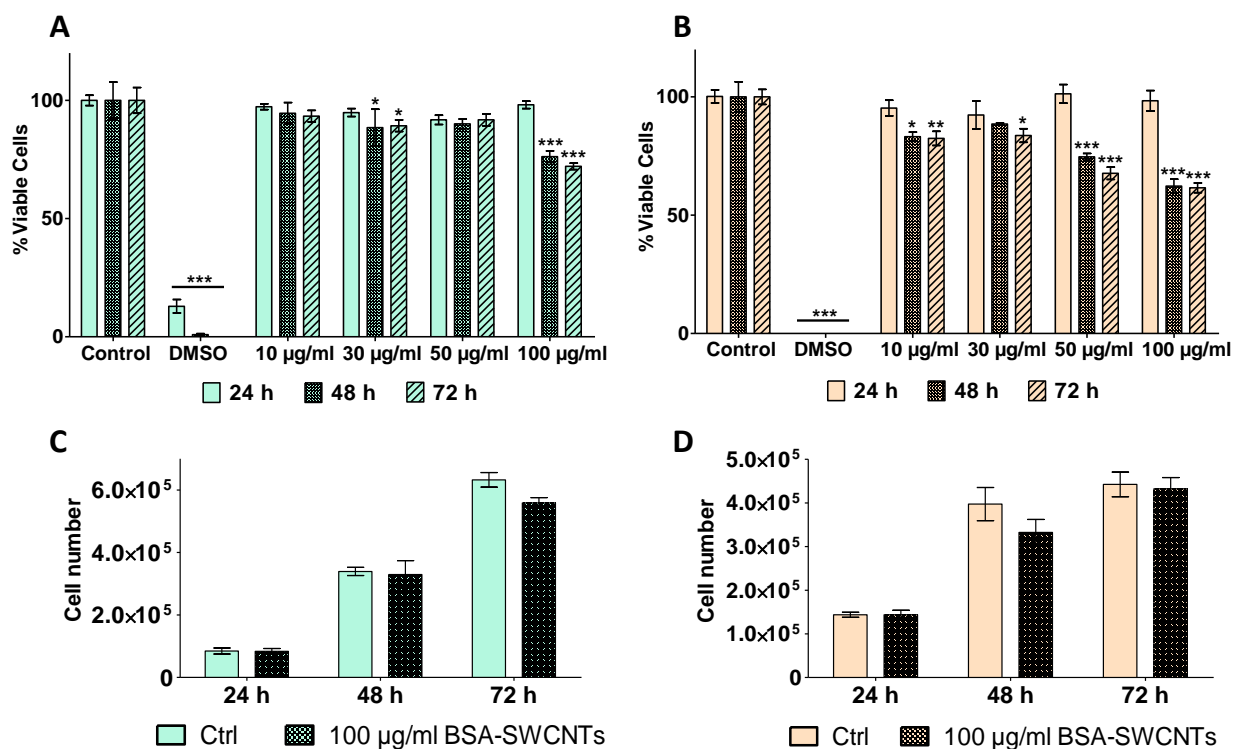 A
% Viable Cells
100
50
0
* *
*** ***
***
Control DMSO 10 µg/ml 30 µg/ml 50 µg/ml 100 µg/ml
24 h 48 h 72 h
B
% Viable Cells
100
50
0
* ** * *** *** *** ***
***
Control DMSO 10 µg/ml 30 µg/ml 50 µg/ml 100 µg/ml
24 h 48 h 72 h
C
Cell number
6.0×10⁵
4.0×10⁵
2.0×10⁵
0
24 h 48 h 72 h
Ctrl 100 µg/ml BSA-SWCNTs
D
Cell number
5.0×10⁵
4.0×10⁵
3.0×10⁵
2.0×10⁵
1.0×10⁵
0
24 h 48 h 72 h
Ctrl 100 µg/ml BSA-SWCNTs